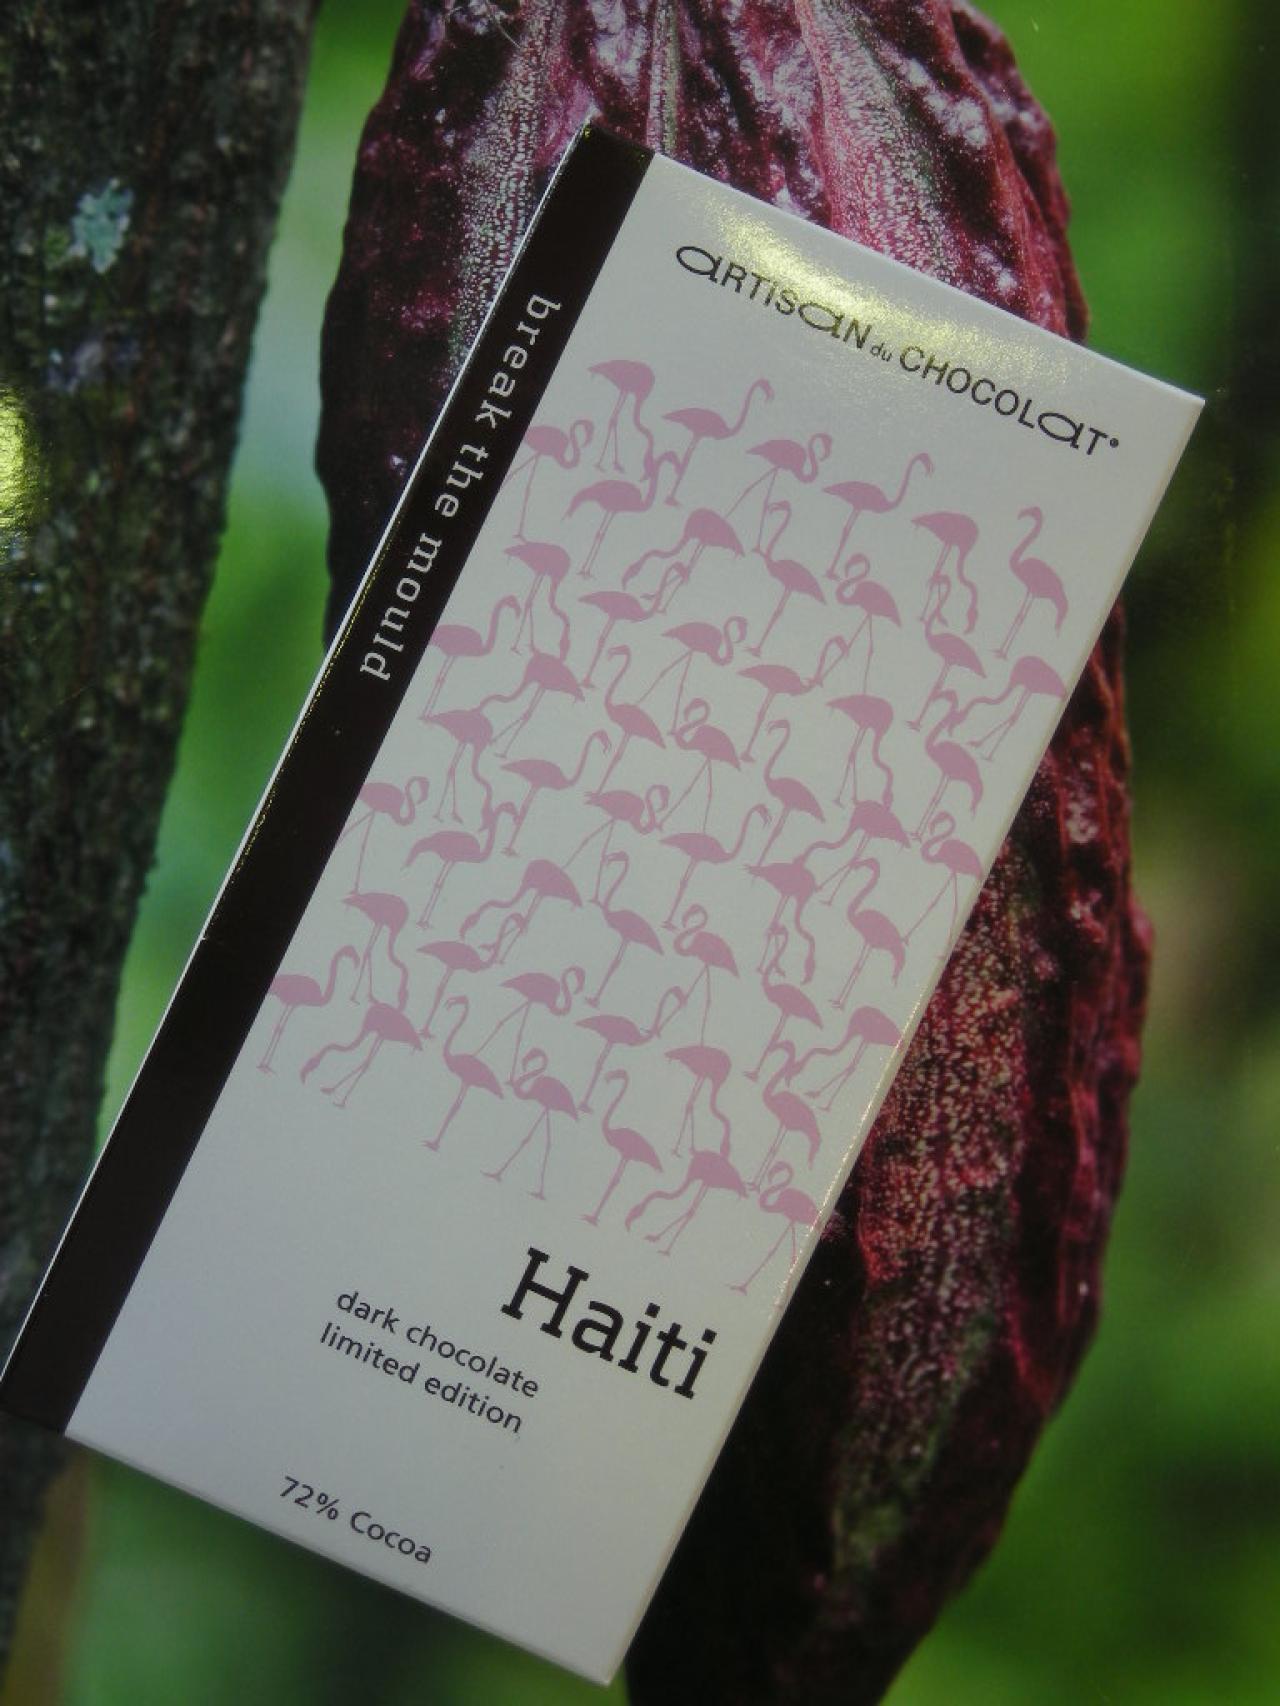 aRTISaN du CHOCOLaT
break the mould
Haiti
dark chocolate
limited edition
72% Cocoa